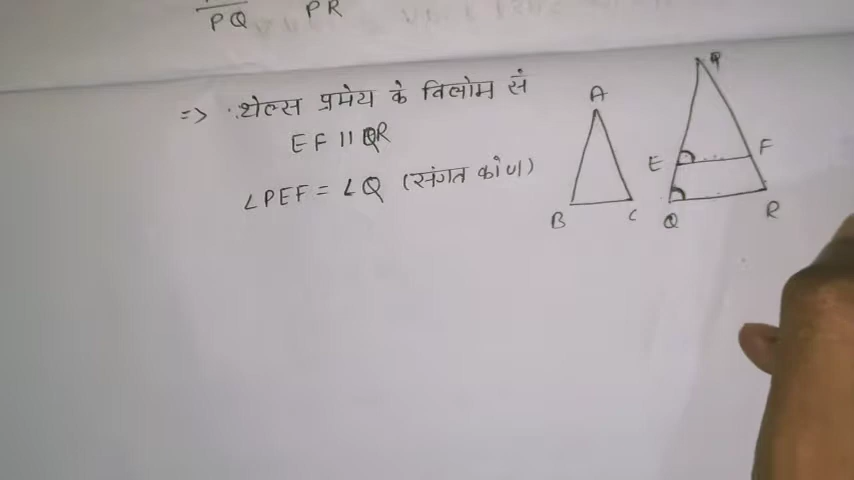 PQ PR
=> थेल्स प्रमेय के विलोम सं
EF || QR
∠PEF = ∠Q (संगत कोण)
A
B
C
P
E
F
Q
R